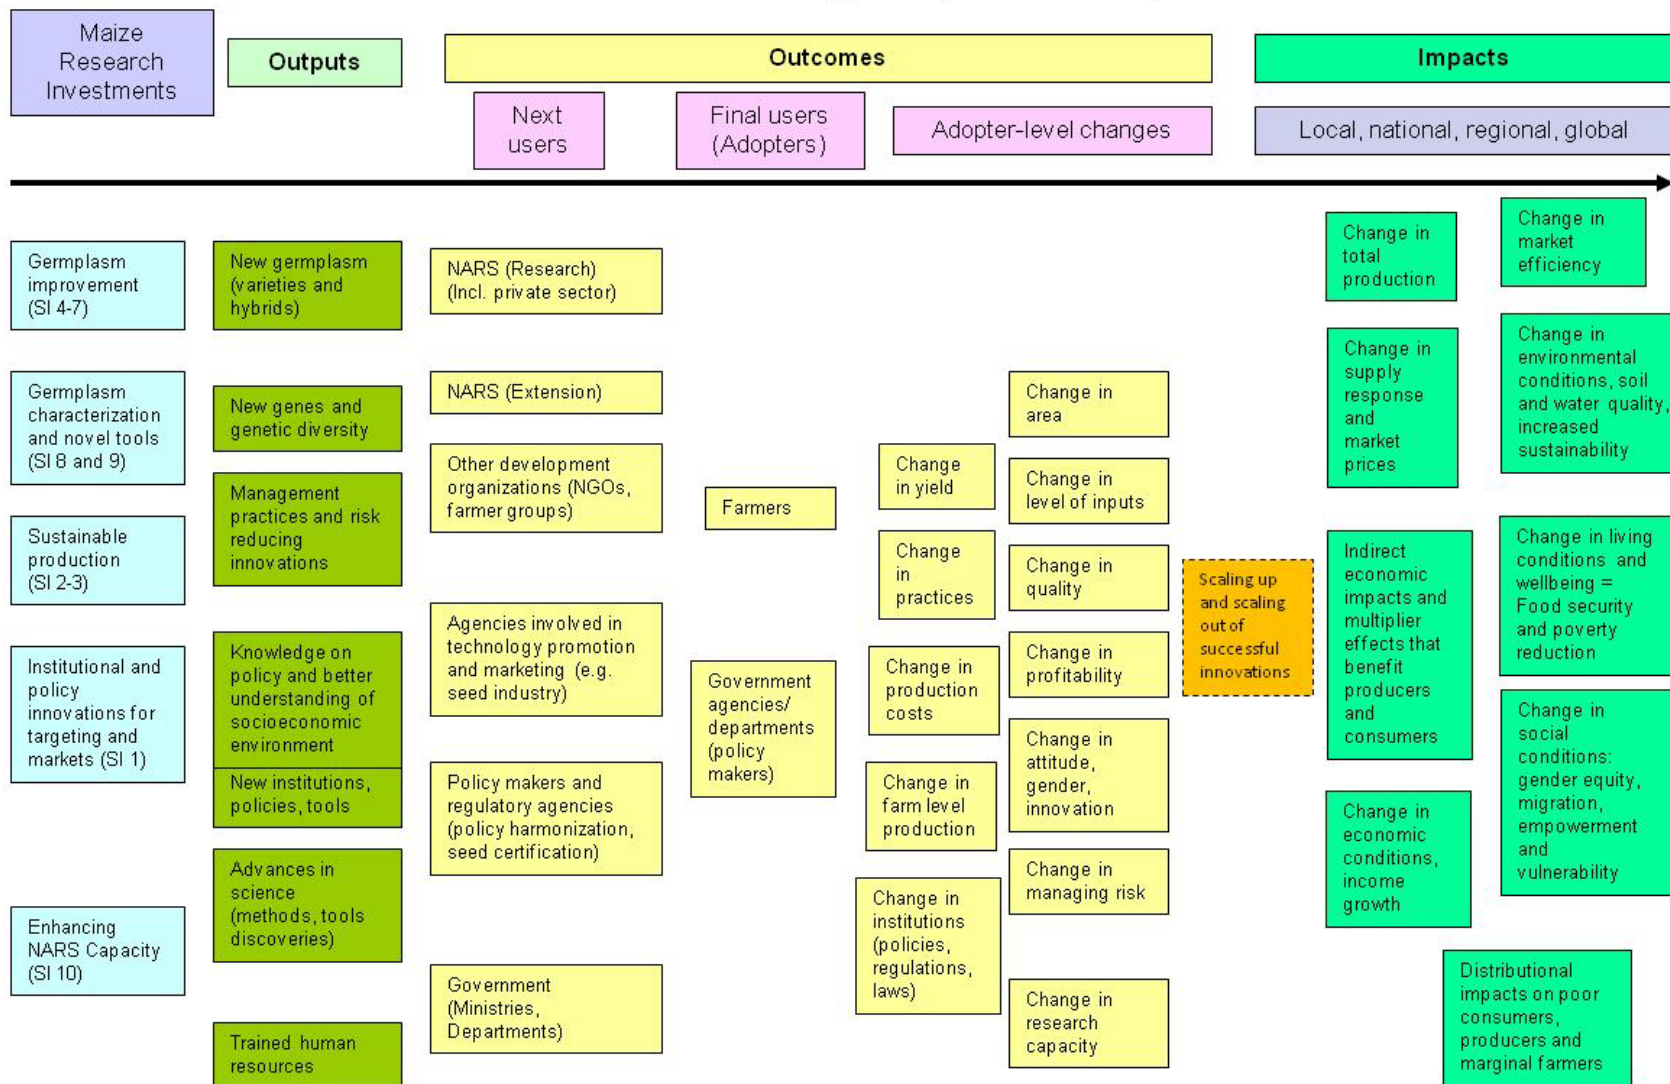 Maize
Research
Investments
Outputs
Outcomes
Impacts
Next
users
Final users
(Adopters)
Adopter-level changes
Local, national, regional, global
Germplasm
improvement
(SI 4-7)
Germplasm
characterization
and novel tools
(SI 8 and 9)
Sustainable
production
(SI 2-3)
Institutional and
policy
innovations for
targeting and
markets (SI 1)
Enhancing
NARS Capacity
(SI 10)
New germplasm
(varieties and
hybrids)
New genes and
genetic diversity
Management
practices and risk
reducing
innovations
Knowledge on
policy and better
understanding of
socioeconomic
environment
New institutions,
policies, tools
Advances in
science
(methods, tools
discoveries)
Trained human
resources
NARS (Research)
(Incl. private sector)
NARS (Extension)
Other development
organizations (NGOs,
farmer groups)
Agencies involved in
technology promotion
and marketing (e.g.
seed industry)
Policy makers and
regulatory agencies
(policy harmonization,
seed certification)
Government
(Ministries,
Departments)
Farmers
Government
agencies/
departments
(policy
makers)
Change
in yield
Change
in
practices
Change in
production
costs
Change in
farm level
production
Change in
institutions
(policies,
regulations,
laws)
Change in
area
Change in
level of inputs
Change in
quality
Change in
profitability
Change in
attitude,
gender,
innovation
Change in
managing risk
Change in
research
capacity
Scaling up
and scaling
out of
successful
innovations
Change in
total
production
Change in
supply
response
and
market
prices
Indirect
economic
impacts and
multiplier
effects that
benefit
producers
and
consumers
Change in
economic
conditions,
income
growth
Change in
market
efficiency
Change in
environmental
conditions, soil
and water quality,
increased
sustainability
Change in living
conditions and
wellbeing =
Food security
and poverty
reduction
Change in
social
conditions:
gender equity,
migration,
empowerment
and
vulnerability
Distributional
impacts on poor
consumers,
producers and
marginal farmers